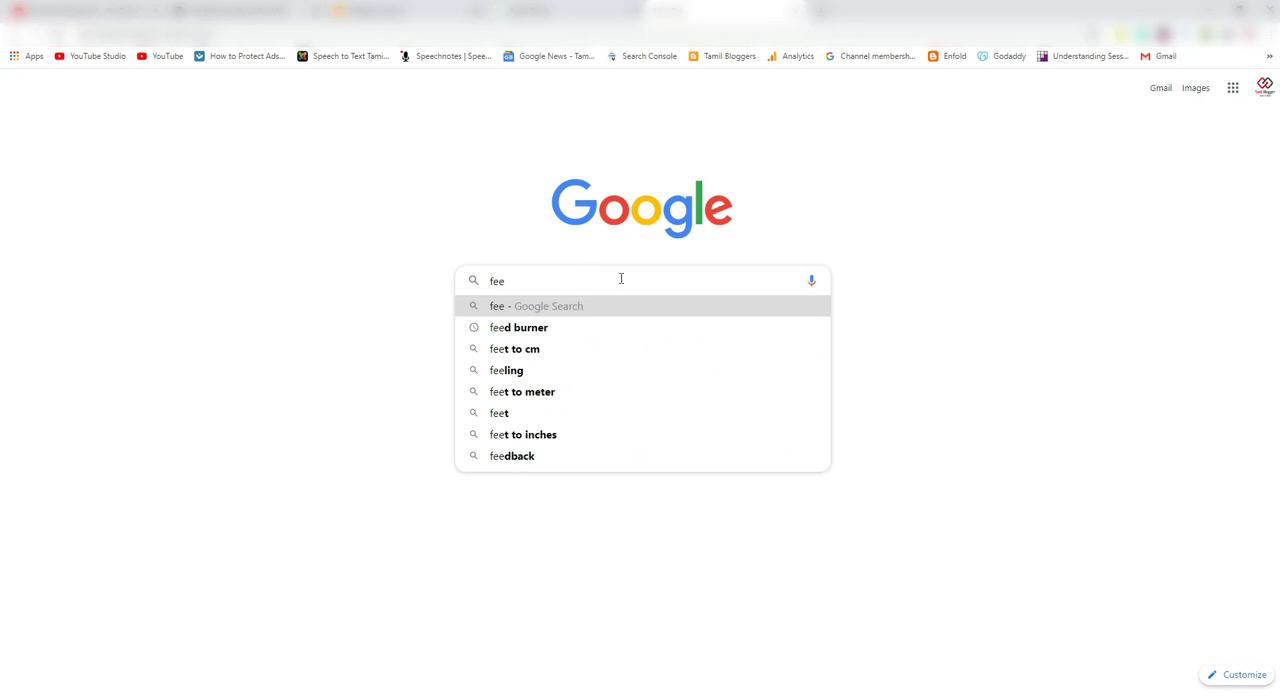 Apps YouTube Studio YouTube How to Protect Ads... Speech to Text Tami... Speechnotes | Spee... Google News - Tam... Search Console Tamil Bloggers Analytics Channel membersh... Enfold Godaddy Understanding Sess... Gmail »
Gmail Images
Google
fee
fee - Google Search
feed burner
feet to cm
feeling
feet to meter
feet
feet to inches
feedback
Customize